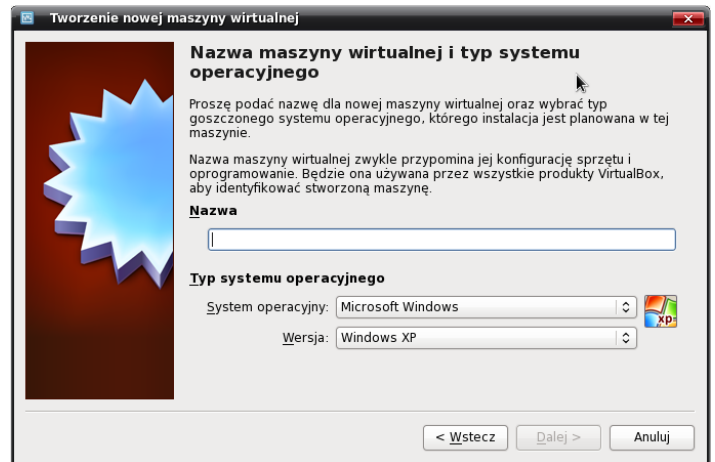 Tworzenie nowej maszyny wirtualnej
Nazwa maszyny wirtualnej i typ systemu
operacyjnego
Proszę podać nazwę dla nowej maszyny wirtualnej oraz wybrać typ
goszczonego systemu operacyjnego, którego instalacja jest planowana w tej
maszynie.
Nazwa maszyny wirtualnej zwykle przypomina jej konfigurację sprzętu i
oprogramowanie. Będzie ona używana przez wszystkie produkty VirtualBox,
aby identyfikować stworzoną maszynę.
Nazwa
Typ systemu operacyjnego
System operacyjny: Microsoft Windows
xp
Wersja: Windows XP
< Wstecz Dalej > Anuluj